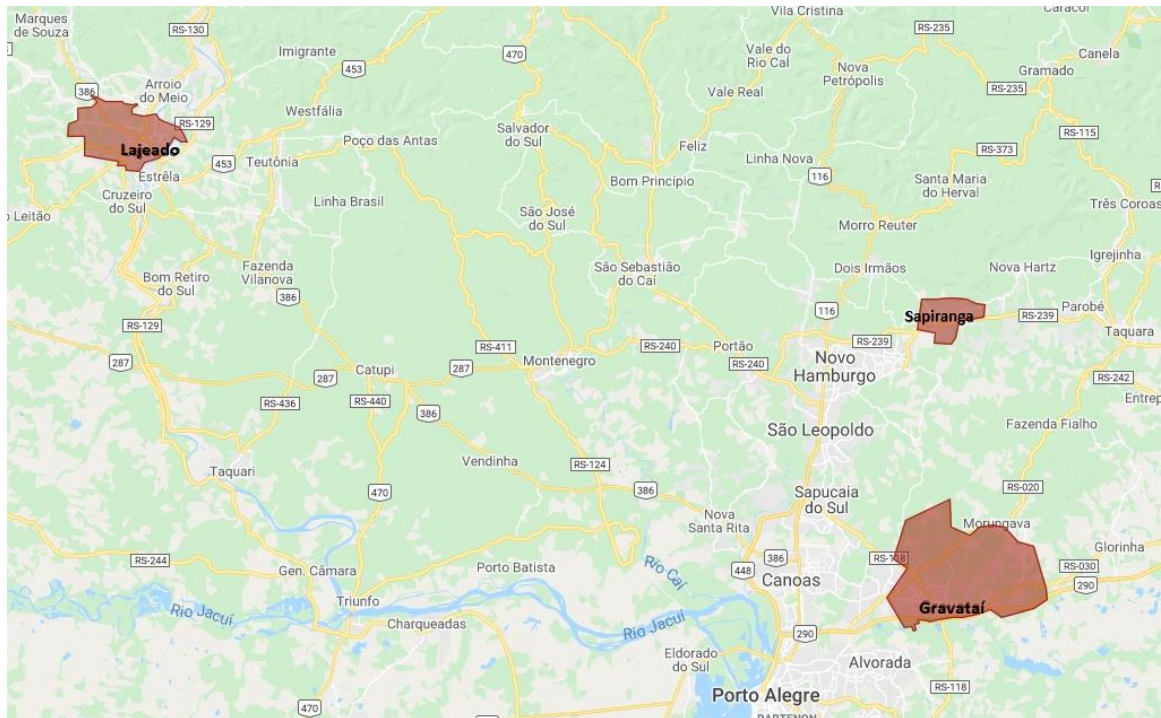 Marques
de Souza
RS-130
Imigrante
453
470
Vila Cristina
RS-235
Caracol
Canela
Vale do
Rio Caí
Nova
Petrópolis
Gramado
386
Arroio
do Meio
Westfália
Vale Real
RS-235
RS-129
Lajeado
Poço das Antas
Salvador
do Sul
Feliz
RS-115
453
Teutônia
Linha Nova
RS-373
Estrêla
116
Bom Princípio
Santa Maria
do Herval
Cruzeiro
do Sul
Linha Brasil
Três Coroas
o Leitão
São José
do Sul
Morro Reuter
Igrejinha
Bom Retiro
do Sul
Fazenda
Vilanova
São Sebastião
do Caí
Dois Irmãos
Nova Hartz
386
116
Sapiranga
RS-239
Parobé
RS-129
Taquara
287
RS-411
Montenegro
RS-240
Portão
RS-239
Novo
Hamburgo
Catupi
287
287
RS-240
RS-242
RS-436
RS-440
386
Entrep
São Leopoldo
Fazenda Fialho
Taquari
Vendinha
RS-124
470
386
Sapucaia
do Sul
RS-020
Nova
Santa Rita
Morungava
RS-244
Gen. Câmara
Porto Batista
Rio Caí
448
386
Canoas
RS-118
Glorinha
RS-030
290
Rio Jacuí
Triunfo
Charqueadas
Rio Jacuí
Gravataí
290
Eldorado
do Sul
Alvorada
Porto Alegre
RS-118
470
PARTENON